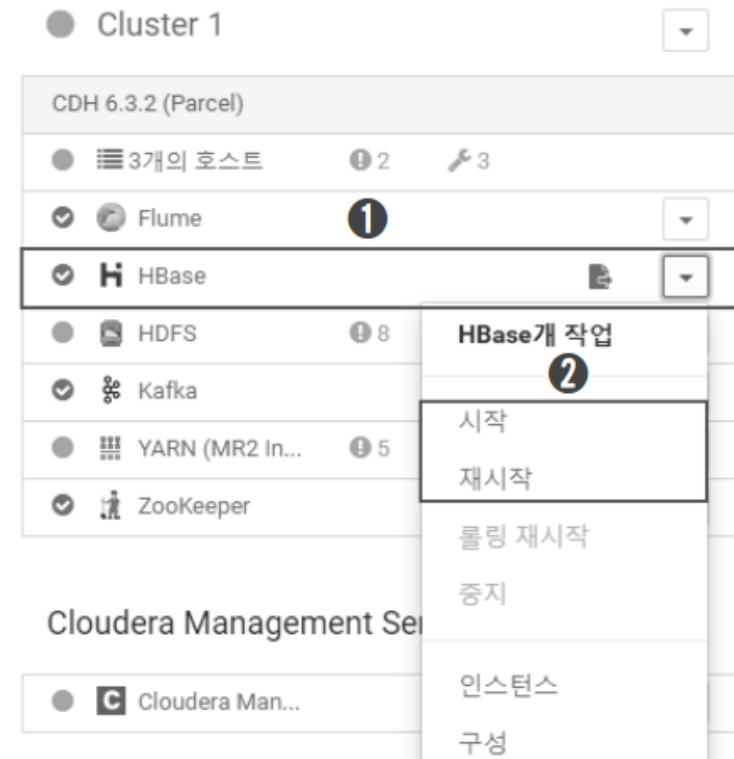 Cluster 1
CDH 6.3.2 (Parcel)
3개의 호스트 2 3
Flume ❶
HBase
HDFS 8
HBase개 작업
❷
Kafka
시작
YARN (MR2 In... 5
재시작
ZooKeeper
롤링 재시작
중지
Cloudera Management Se
인스턴스
C Cloudera Man...
구성